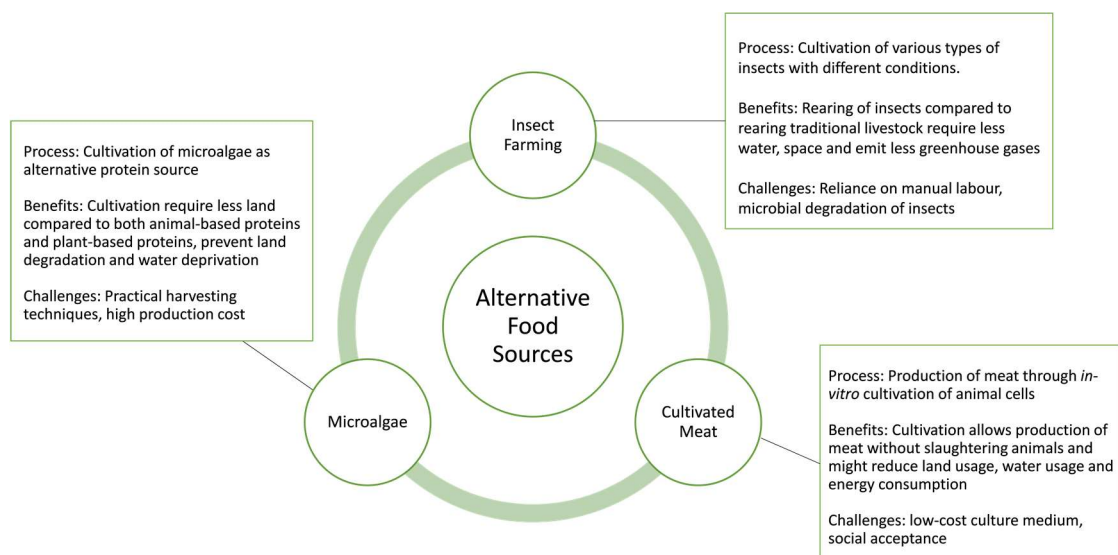 Process: Cultivation of various types of
insects with different conditions.
Benefits: Rearing of insects compared to
rearing traditional livestock require less
water, space and emit less greenhouse gases
Challenges: Reliance on manual labour,
microbial degradation of insects
Insect
Farming
Process: Cultivation of microalgae as
alternative protein source
Benefits: Cultivation require less land
compared to both animal-based proteins
and plant-based proteins, prevent land
degradation and water deprivation
Challenges: Practical harvesting
techniques, high production cost
Alternative
Food
Sources
Microalgae
Cultivated
Meat
Process: Production of meat through in-
vitro cultivation of animal cells
Benefits: Cultivation allows production of
meat without slaughtering animals and
might reduce land usage, water usage and
energy consumption
Challenges: low-cost culture medium,
social acceptance